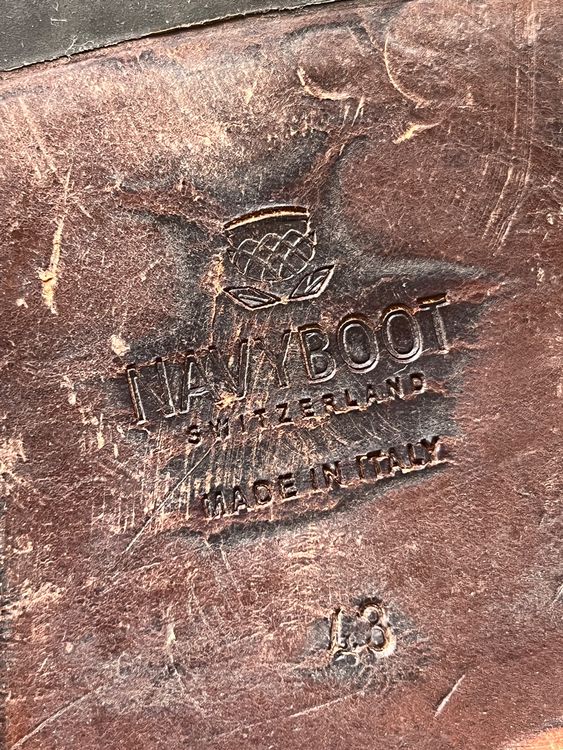 NAVYBOOT
SWITZERLAND
MADE IN ITALY
43